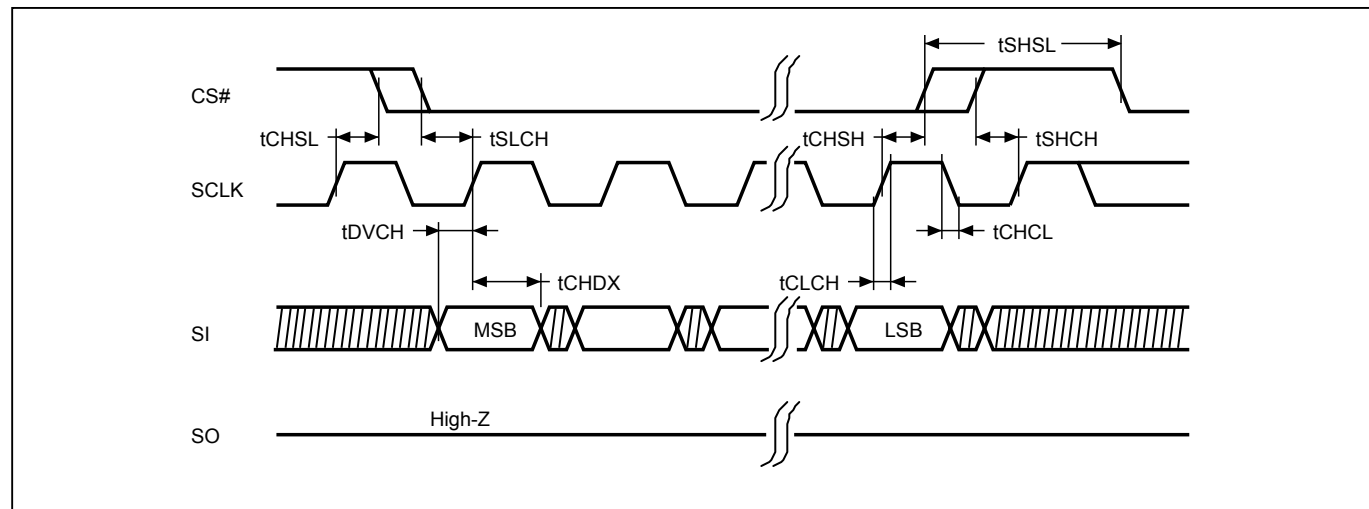 tSHSL
CS#
tCHSL
tSLCH
tCHSH
tSHCH
SCLK
tDVCH
tCHCL
tCHDX
tCLCH
SI
MSB
LSB
High-Z
SO